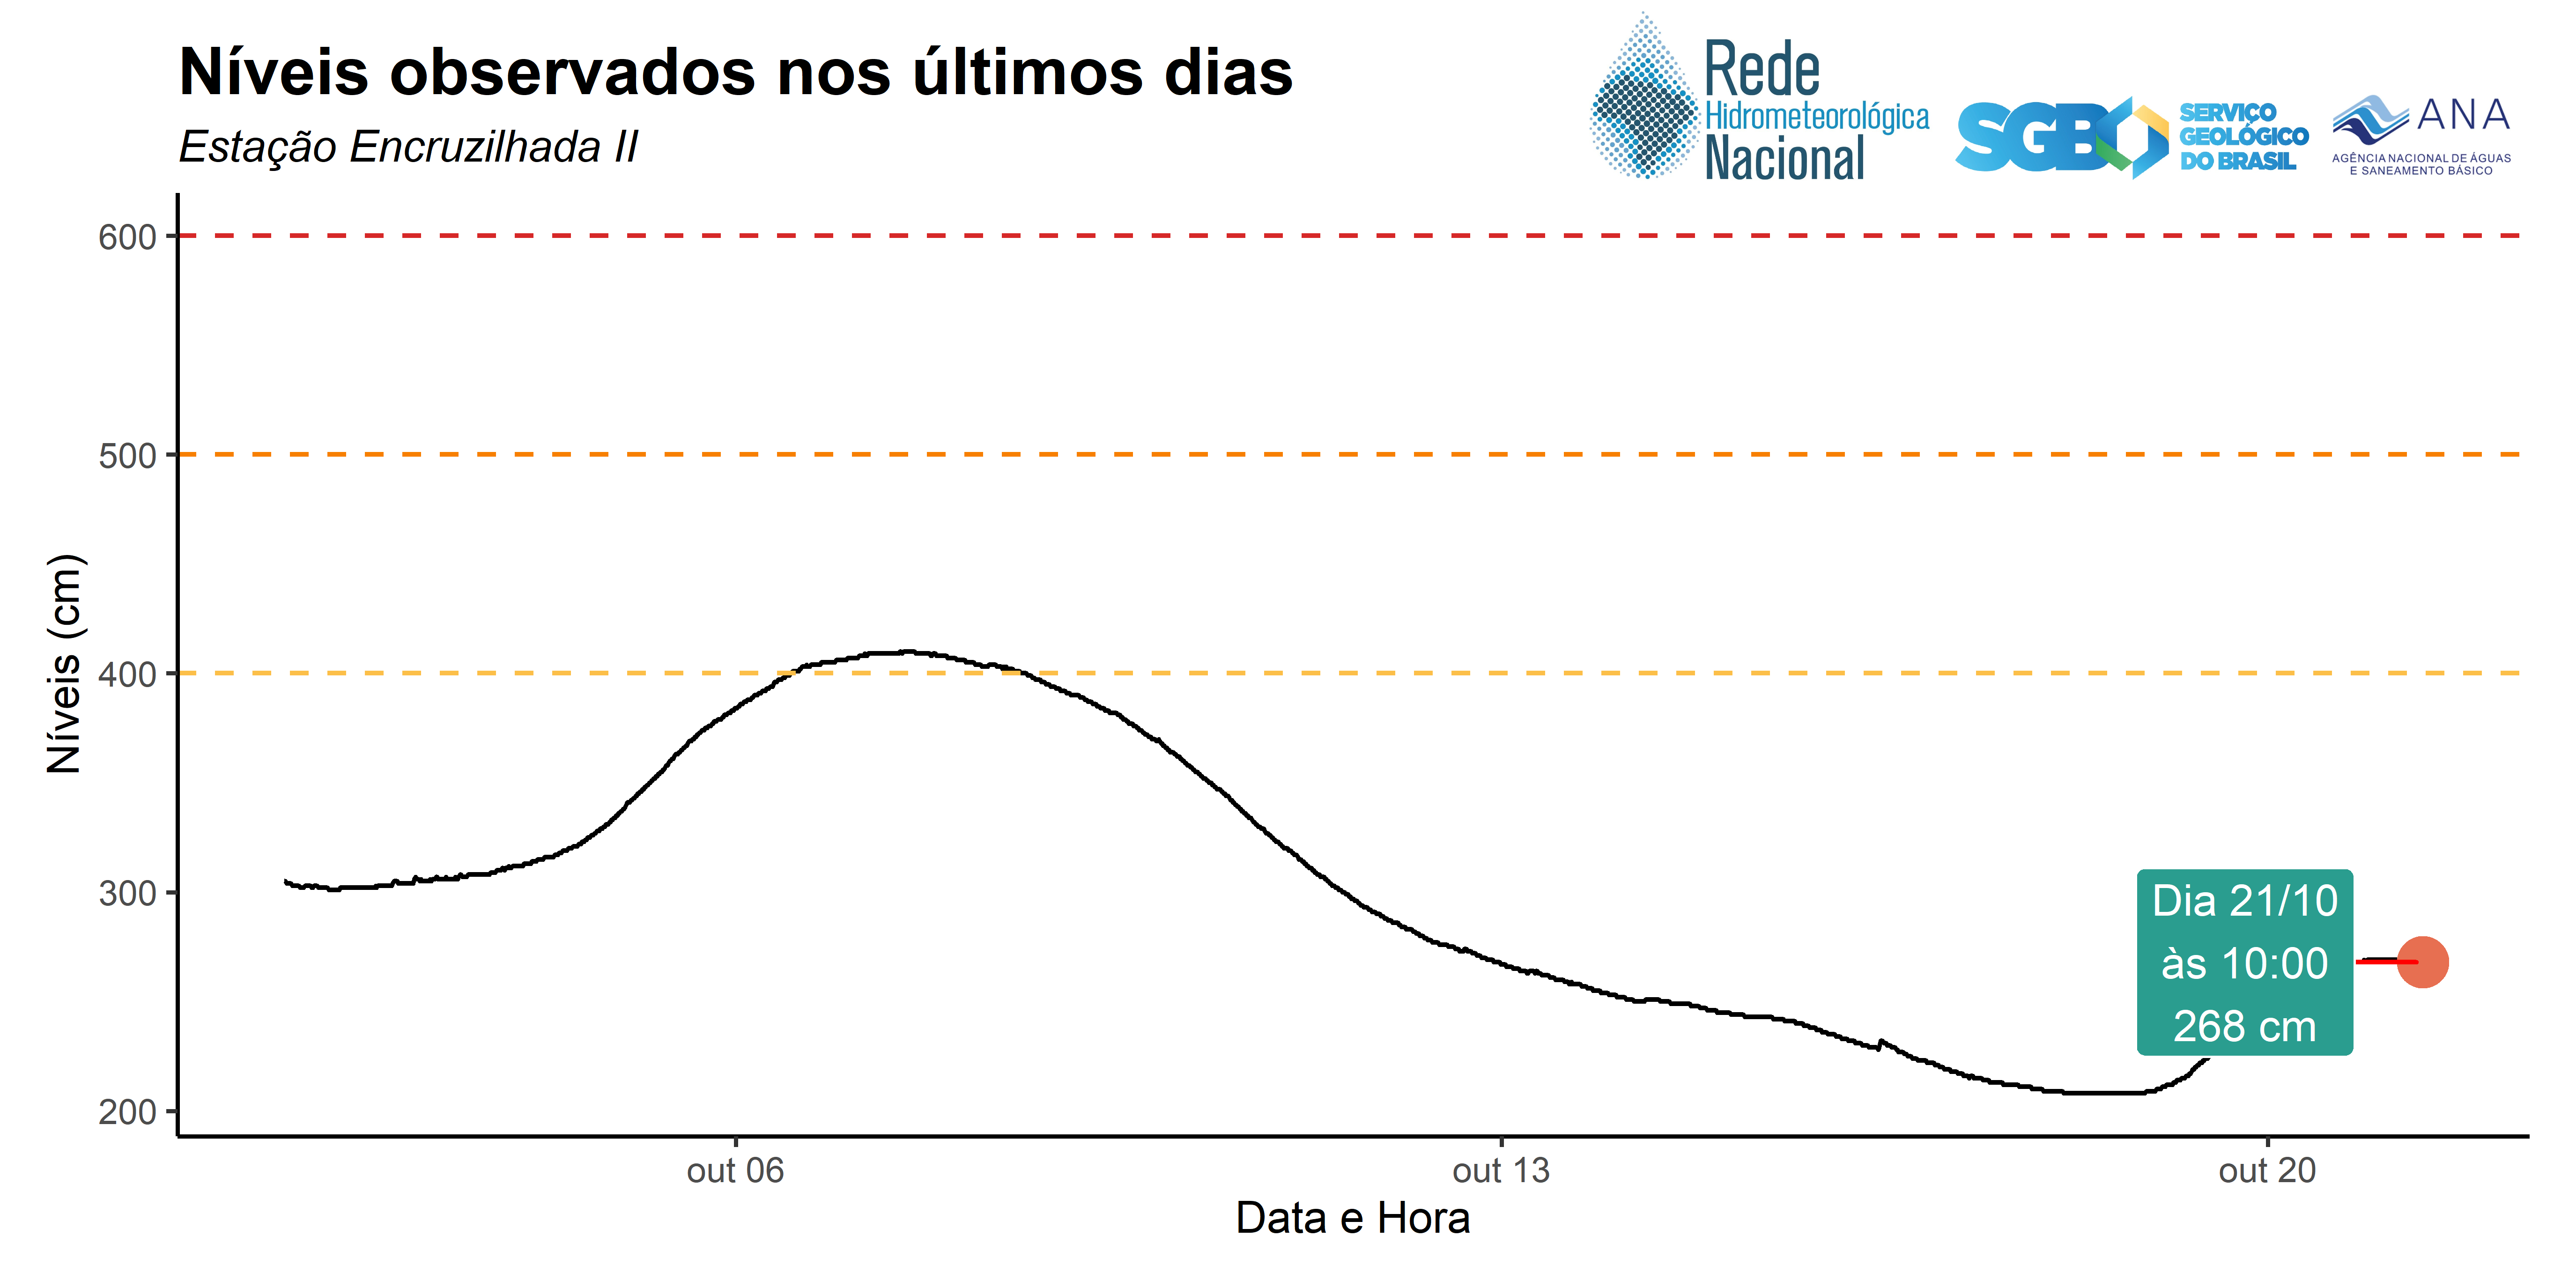 Níveis observados nos últimos dias
Estação Encruzilhada II
Rede
Hidrometeorológica
Nacional
SGB
SERVIÇO
GEOLÓGICO
DO BRASIL
ANA
AGÊNCIA NACIONAL DE ÁGUAS
E SANEAMENTO BÁSICO
Níveis (cm)
600
500
400
300
200
Dia 21/10
às 10:00
268 cm
out 06
out 13
out 20
Data e Hora